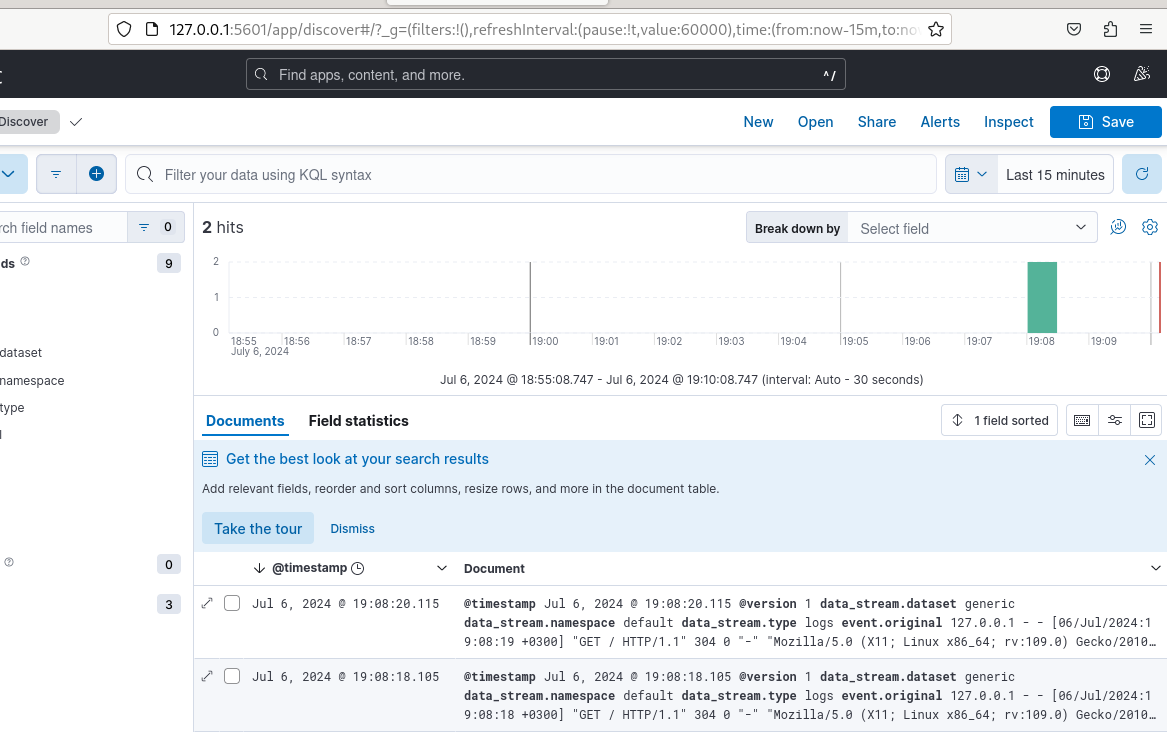 127.0.0.1:5601/app/discover#/?_g=(filters:!(),refreshInterval:(pause:!t,value:60000),time:(from:now-15m,to:no
Find apps, content, and more.
^/
Discover
New
Open
Share
Alerts
Inspect
Save
Filter your data using KQL syntax
Last 15 minutes
rch field names
0
2 hits
Break down by
Select field
ds
9
2
1
0
18:55
18:56
18:57
18:58
18:59
19:00
19:01
19:02
19:03
19:04
19:05
19:06
19:07
19:08
19:09
July 6, 2024
dataset
namespace
type
Jul 6, 2024 @ 18:55:08.747 - Jul 6, 2024 @ 19:10:08.747 (interval: Auto - 30 seconds)
Documents
Field statistics
1 field sorted
Get the best look at your search results
Add relevant fields, reorder and sort columns, resize rows, and more in the document table.
Take the tour
Dismiss
0
@timestamp
Document
3
Jul 6, 2024 @ 19:08:20.115
@timestamp Jul 6, 2024 @ 19:08:20.115 @version 1 data_stream.dataset generic
data_stream.namespace default data_stream.type logs event.original 127.0.0.1 - - [06/Jul/2024:1
9:08:19 +0300] "GET / HTTP/1.1" 304 0 "-" "Mozilla/5.0 (X11; Linux x86_64; rv:109.0) Gecko/2010…
Jul 6, 2024 @ 19:08:18.105
@timestamp Jul 6, 2024 @ 19:08:18.105 @version 1 data_stream.dataset generic
data_stream.namespace default data_stream.type logs event.original 127.0.0.1 - - [06/Jul/2024:1
9:08:18 +0300] "GET / HTTP/1.1" 304 0 "-" "Mozilla/5.0 (X11; Linux x86_64; rv:109.0) Gecko/2010…